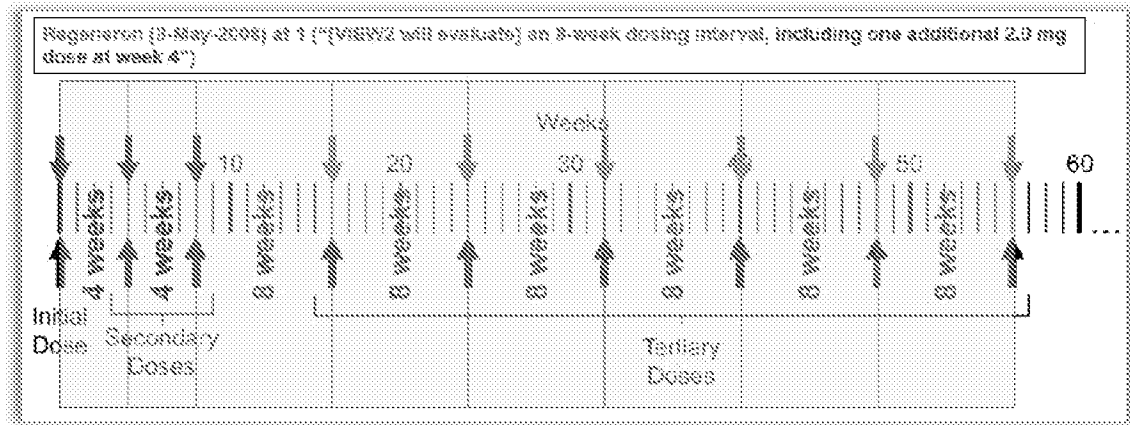 Regeneron (8-May-2008) at 1 ("[VIEW2 will evaluate] an 8-week dosing interval, including one additional 2.0 mg
dose at week 4")
Weeks
10 20 30 40 50 60
4 weeks 4 weeks 8 weeks 8 weeks 8 weeks 8 weeks 8 weeks 8 weeks
...
Initial
Dose
Secondary
Doses
Tertiary
Doses